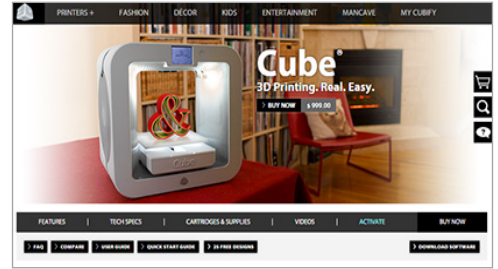 PRINTERS + FASHION DÉCOR KIDS ENTERTAINMENT MANCAVE MY CUBIFY
Cube®
3D Printing. Real. Easy.
> BUY NOW $ 999.00
&
Cube
FEATURES | TECH SPECS | CARTRIDGES & SUPPLIES | VIDEOS | ACTIVATE BUY NOW
> FAQ > COMPARE > USER GUIDE > QUICK START GUIDE > 25 FREE DESIGNS > DOWNLOAD SOFTWARE